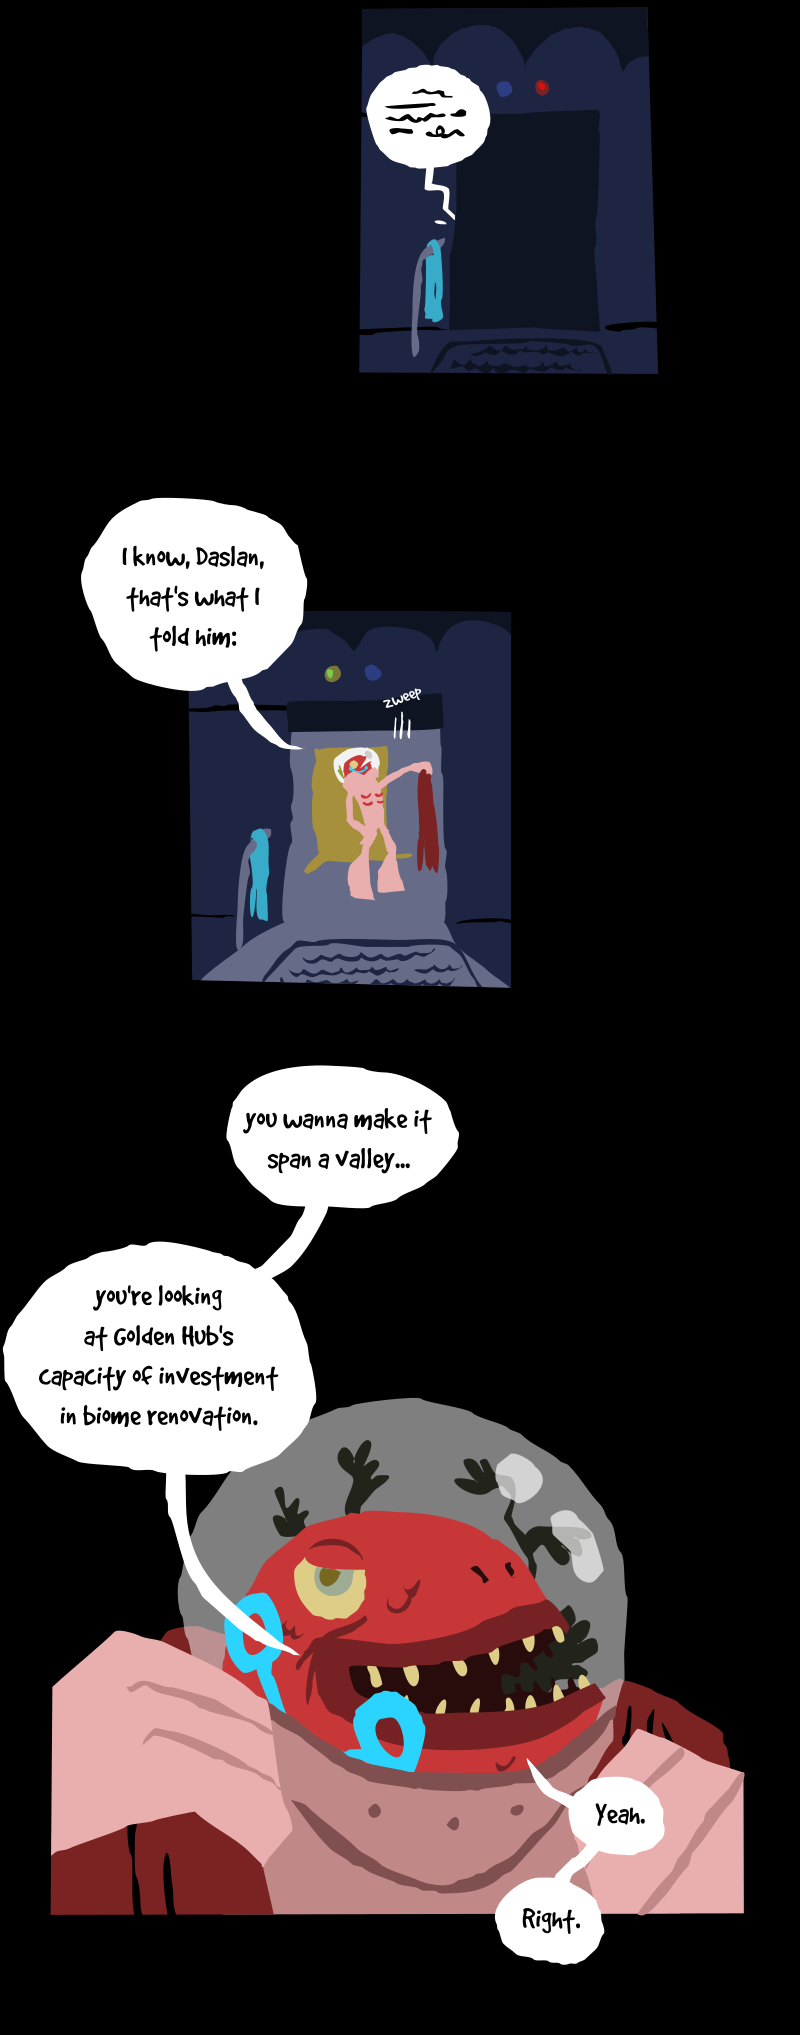 I know, Daslan,
that's what I
told him:
zweep
you wanna make it
span a valley...
you're looking
at Golden Hub's
capacity of investment
in biome renovation.
Yeah.
Right.